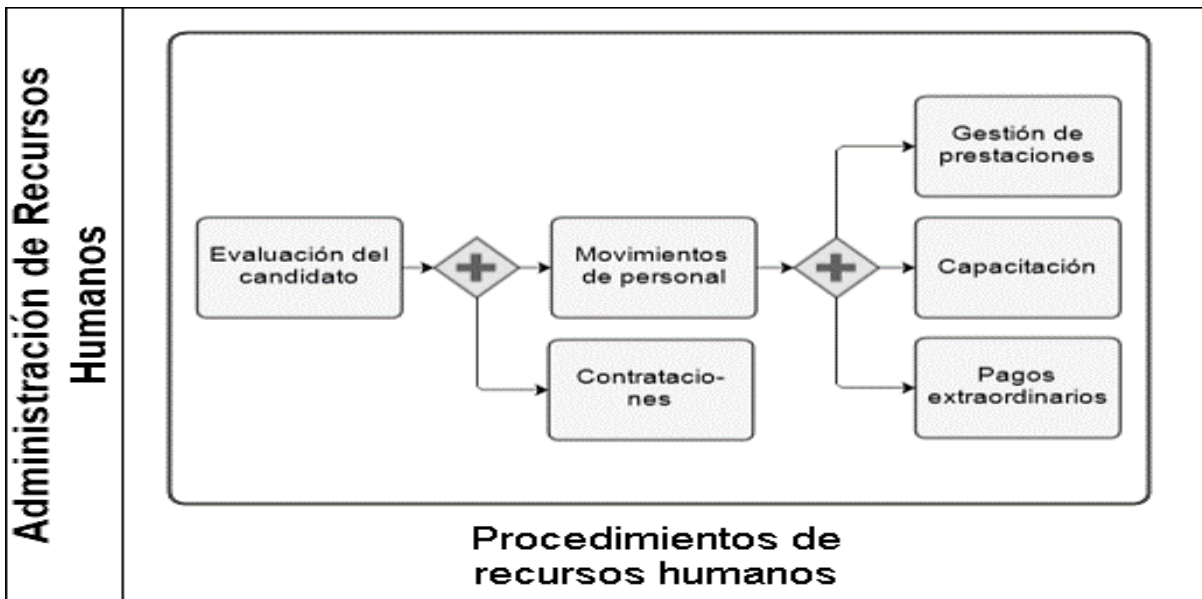 Administración de Recursos
Humanos
Evaluación del
candidato
Movimientos
de personal
Contratacio-
nes
Gestión de
prestaciones
Capacitación
Pagos
extraordinarios
Procedimientos de
recursos humanos